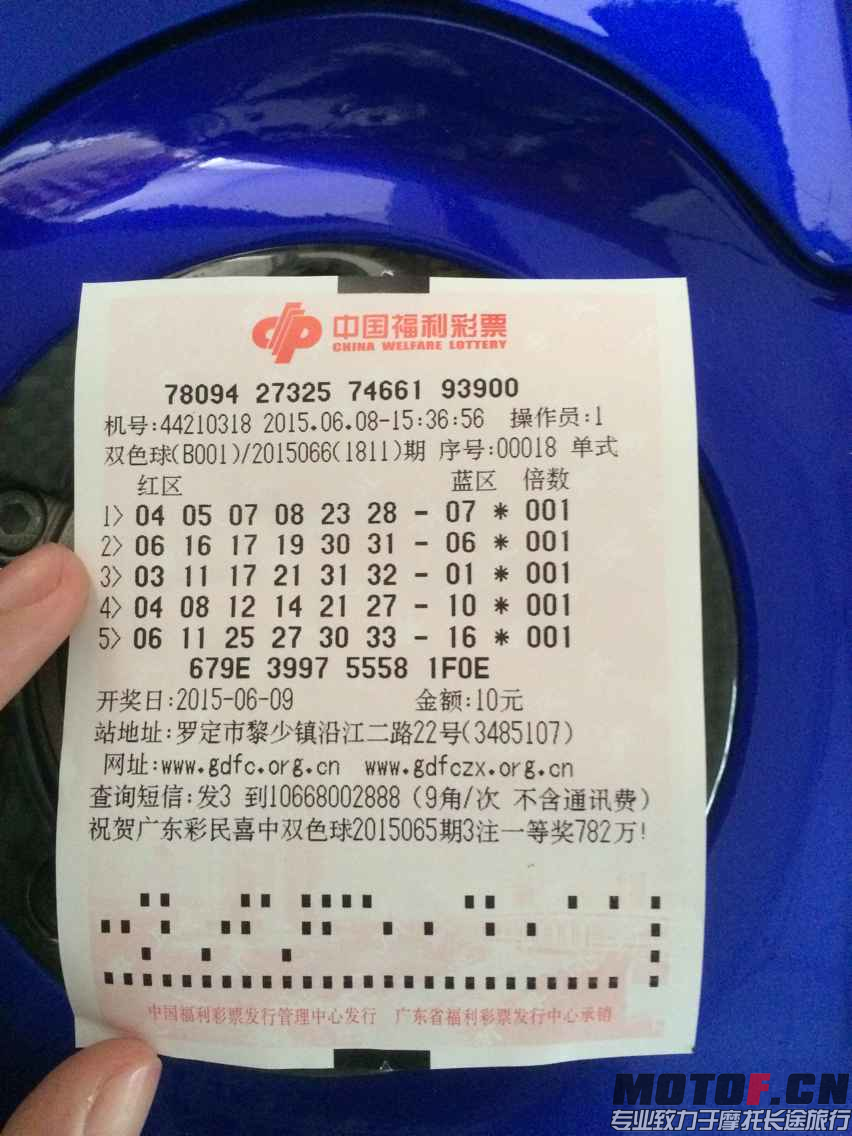 中国福利彩票
CHINA WELFARE LOTTERY
78094 27325 74661 93900
机号:44210318 2015.06.08-15:36:56 操作员:1
双色球(B001)/2015066(1811)期 序号:00018 单式
红区 蓝区 倍数
1> 04 05 07 08 23 28 - 07 * 001
2> 06 16 17 19 30 31 - 06 * 001
3> 03 11 17 21 31 32 - 01 * 001
4> 04 08 12 14 21 27 - 10 * 001
5> 06 11 25 27 30 33 - 16 * 001
679E 3997 5558 1F0E
开奖日:2015-06-09 金额:10元
站地址:罗定市黎少镇沿江二路22号(3485107)
网址:www.gdfc.org.cn www.gdfczx.org.cn
查询短信:发3 到10668002888(9角/次 不含通讯费)
祝贺广东彩民喜中双色球2015065期3注一等奖782万!
中国福利彩票发行管理中心发行 广东省福利彩票发行中心承销
MOTOF.CN
专业致力于摩托长途旅行